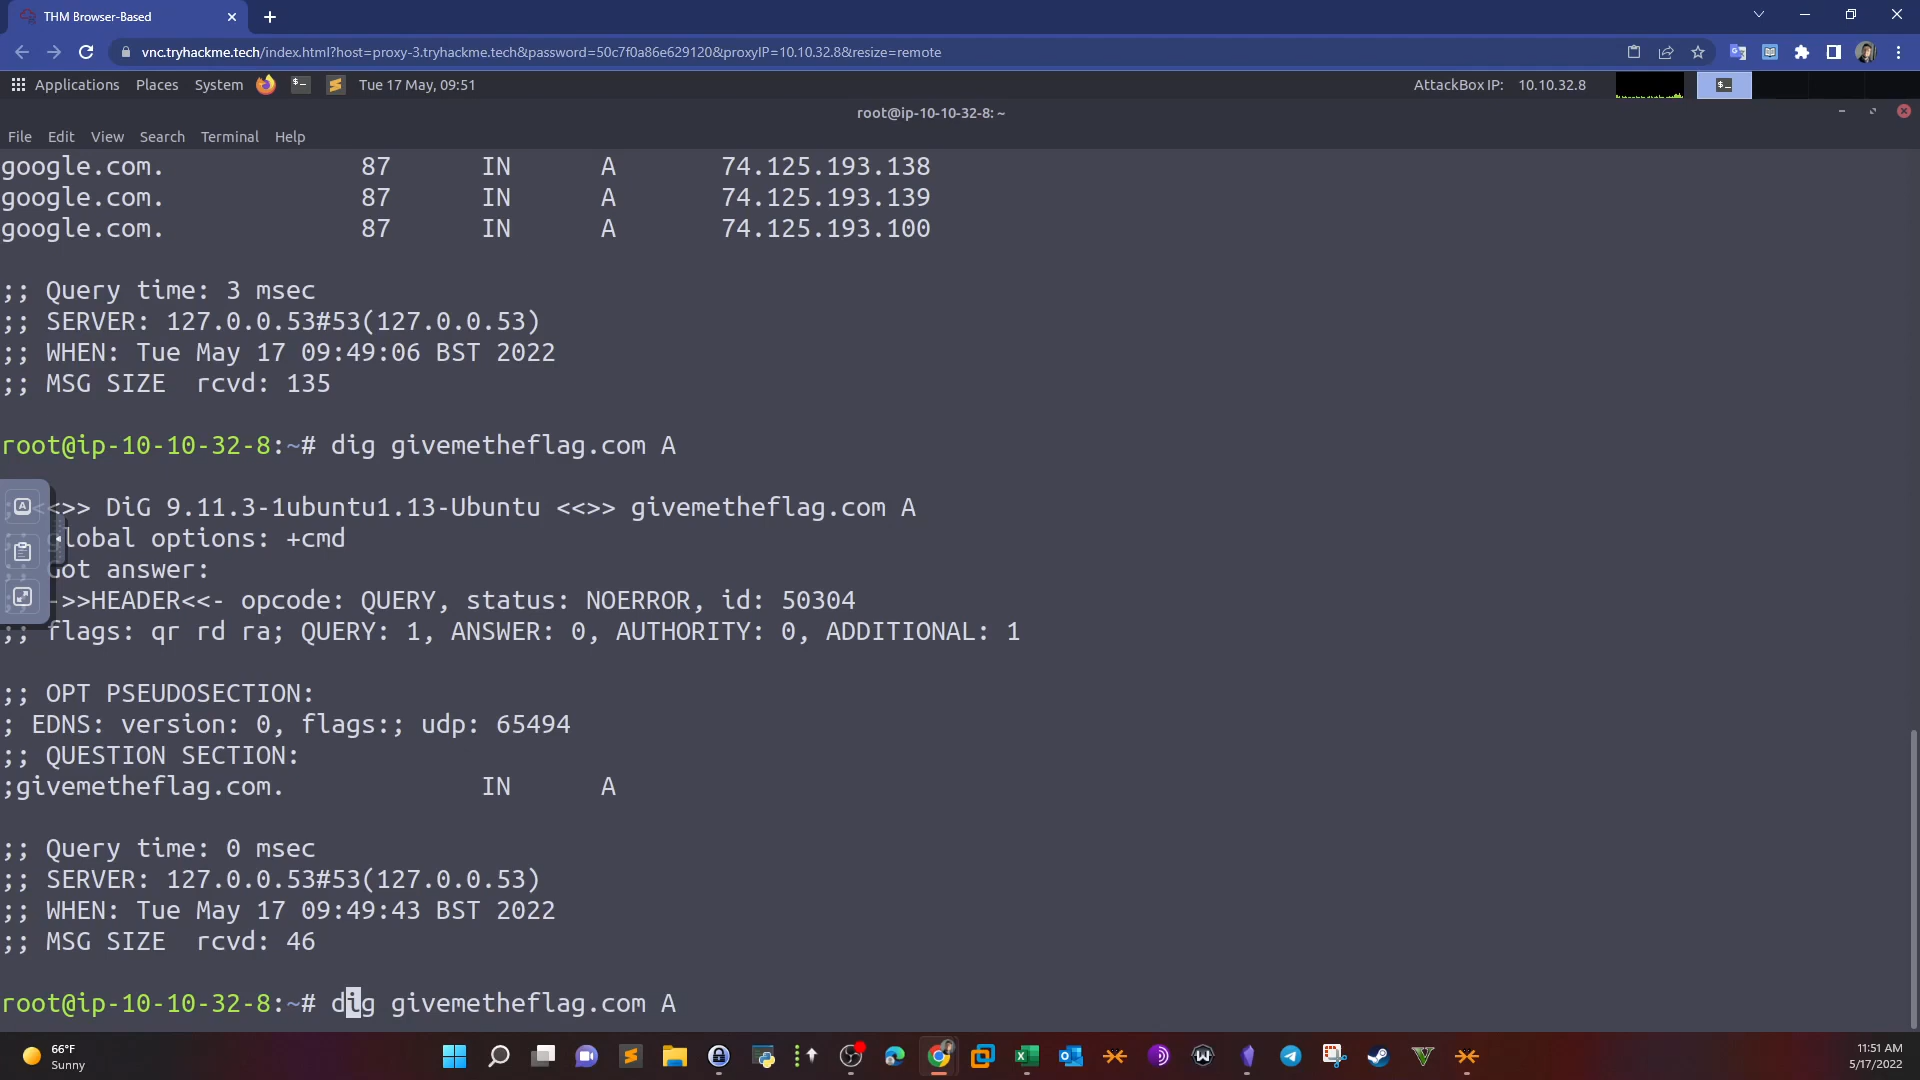 THM Browser-Based
vnc.tryhackme.tech/index.html?host=proxy-3.tryhackme.tech&password=50c7f0a86e629120&proxyIP=10.10.32.8&resize=remote
Applications Places System Tue 17 May, 09:51 AttackBox IP: 10.10.32.8
root@ip-10-10-32-8: ~
File Edit View Search Terminal Help
google.com. 87 IN A 74.125.193.138
google.com. 87 IN A 74.125.193.139
google.com. 87 IN A 74.125.193.100
;; Query time: 3 msec
;; SERVER: 127.0.0.53#53(127.0.0.53)
;; WHEN: Tue May 17 09:49:06 BST 2022
;; MSG SIZE rcvd: 135
root@ip-10-10-32-8:~# dig givemetheflag.com A
; <<>> DiG 9.11.3-1ubuntu1.13-Ubuntu <<>> givemetheflag.com A
;; global options: +cmd
;; Got answer:
;; ->>HEADER<<- opcode: QUERY, status: NOERROR, id: 50304
;; flags: qr rd ra; QUERY: 1, ANSWER: 0, AUTHORITY: 0, ADDITIONAL: 1
;; OPT PSEUDOSECTION:
; EDNS: version: 0, flags:; udp: 65494
;; QUESTION SECTION:
;givemetheflag.com. IN A
;; Query time: 0 msec
;; SERVER: 127.0.0.53#53(127.0.0.53)
;; WHEN: Tue May 17 09:49:43 BST 2022
;; MSG SIZE rcvd: 46
root@ip-10-10-32-8:~# dig givemetheflag.com A
66°F
Sunny
11:51 AM
5/17/2022